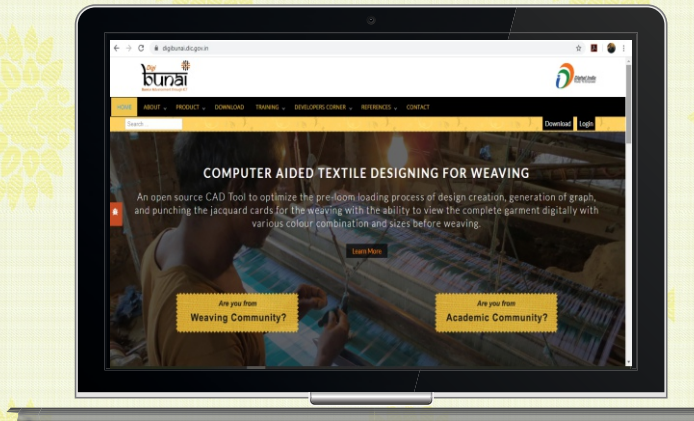 digibunai.dic.gov.in
Digi
bunai
Digital India
HOME ABOUT PRODUCT DOWNLOAD TRAINING DEVELOPERS CORNER REFERENCES CONTACT
Search...
Download Login
COMPUTER AIDED TEXTILE DESIGNING FOR WEAVING
An open source CAD Tool to optimize the pre-loom loading process of design creation, generation of graph,
and punching the jacquard cards for the weaving with the ability to view the complete garment digitally with
various colour combination and sizes before weaving.
Learn More
Are you from
Weaving Community?
Are you from
Academic Community?